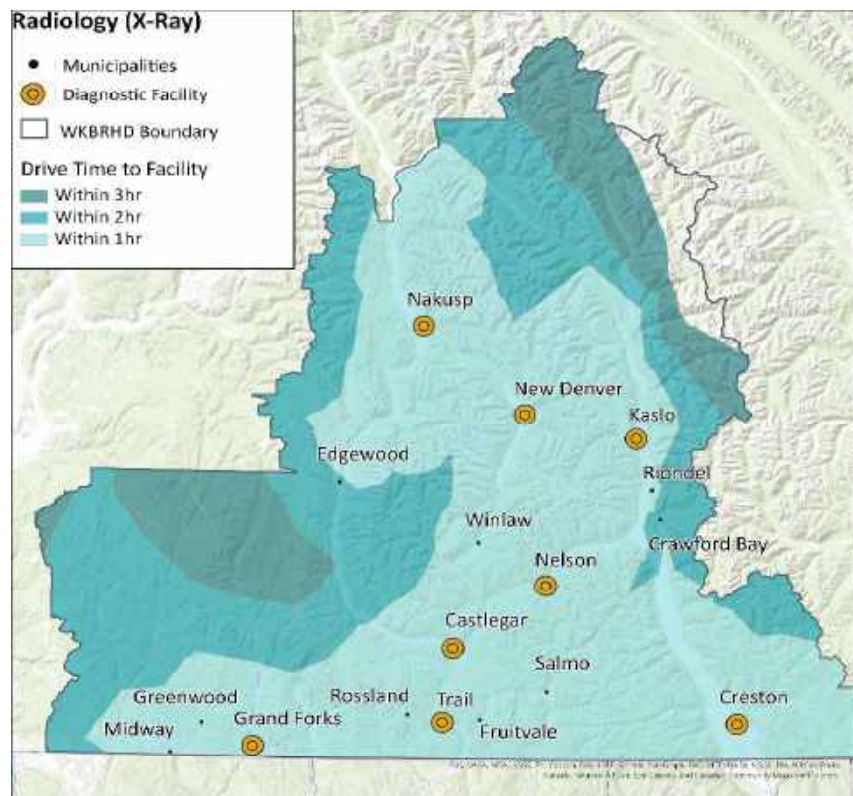 Radiology (X-Ray)
Municipalities
Diagnostic Facility
WKBRHD Boundary
Drive Time to Facility
Within 3hr
Within 2hr
Within 1hr
Nakusp
New Denver
Kaslo
Edgewood
Riondel
Winlaw
Crawford Bay
Nelson
Castlegar
Salmo
Greenwood
Rossland
Trail
Creston
Grand Forks
Midway
Fruitvale